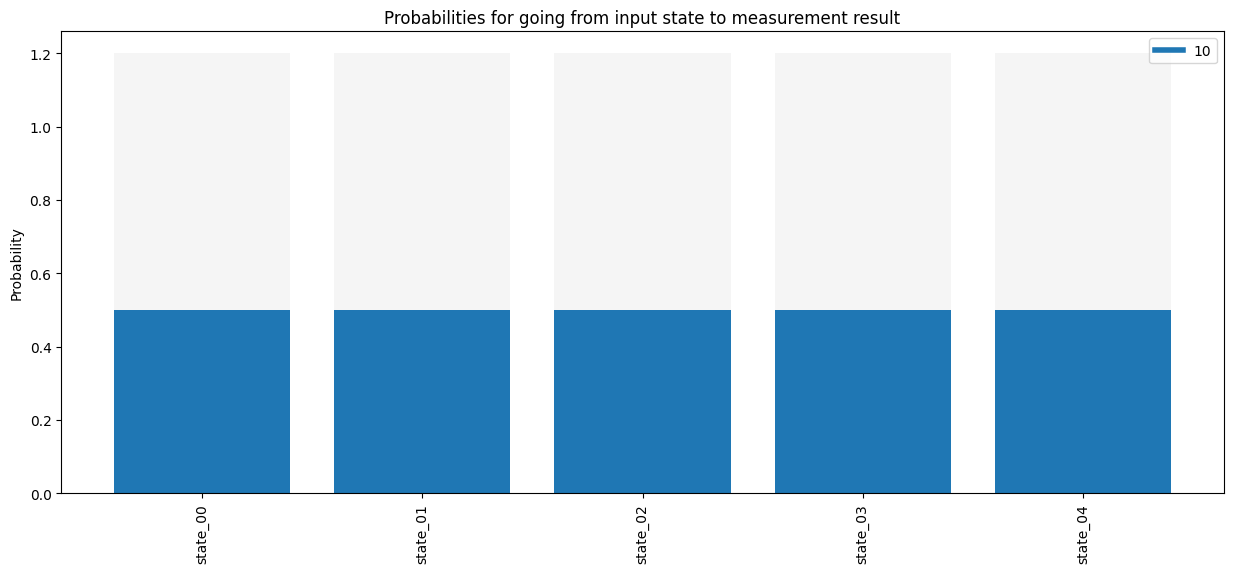 Probabilities for going from input state to measurement result
10
Probability
1.2
1.0
0.8
0.6
0.4
0.2
0.0
state_00
state_01
state_02
state_03
state_04